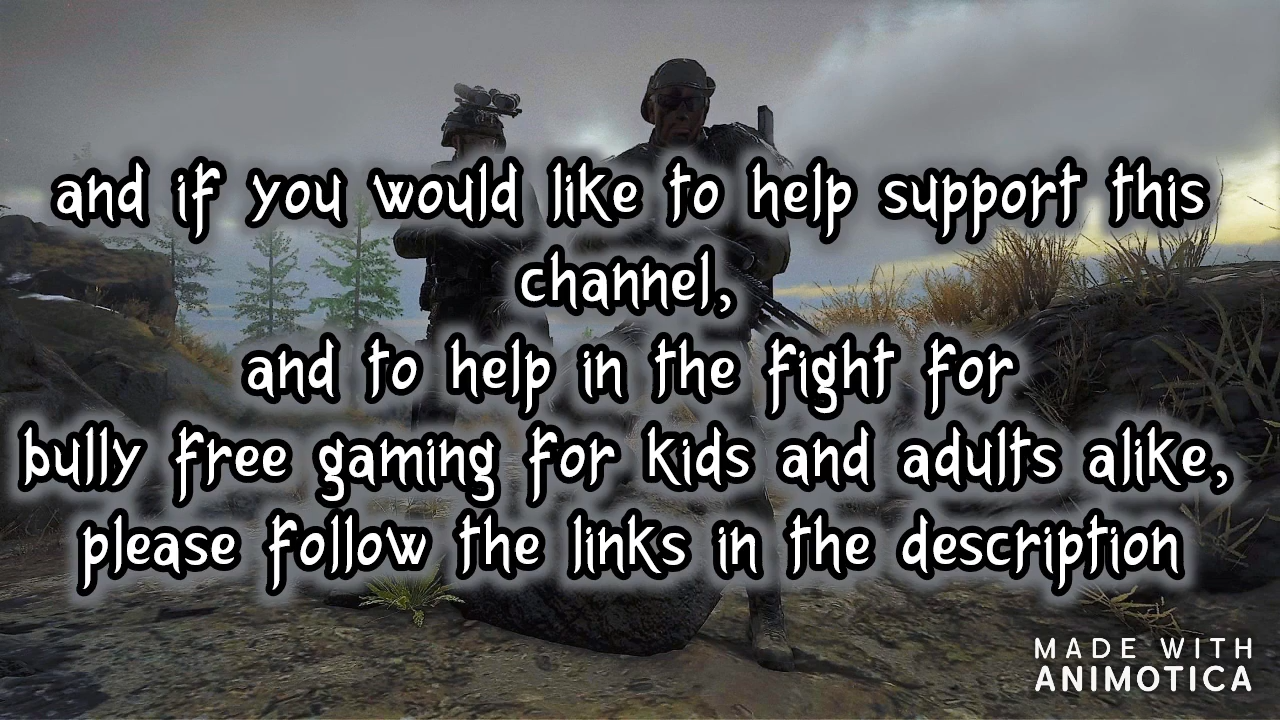 and if you would like to help support this
channel,
and to help in the fight for
bully free gaming for kids and adults alike,
please follow the links in the description
MADE WITH
ANIMOTICA